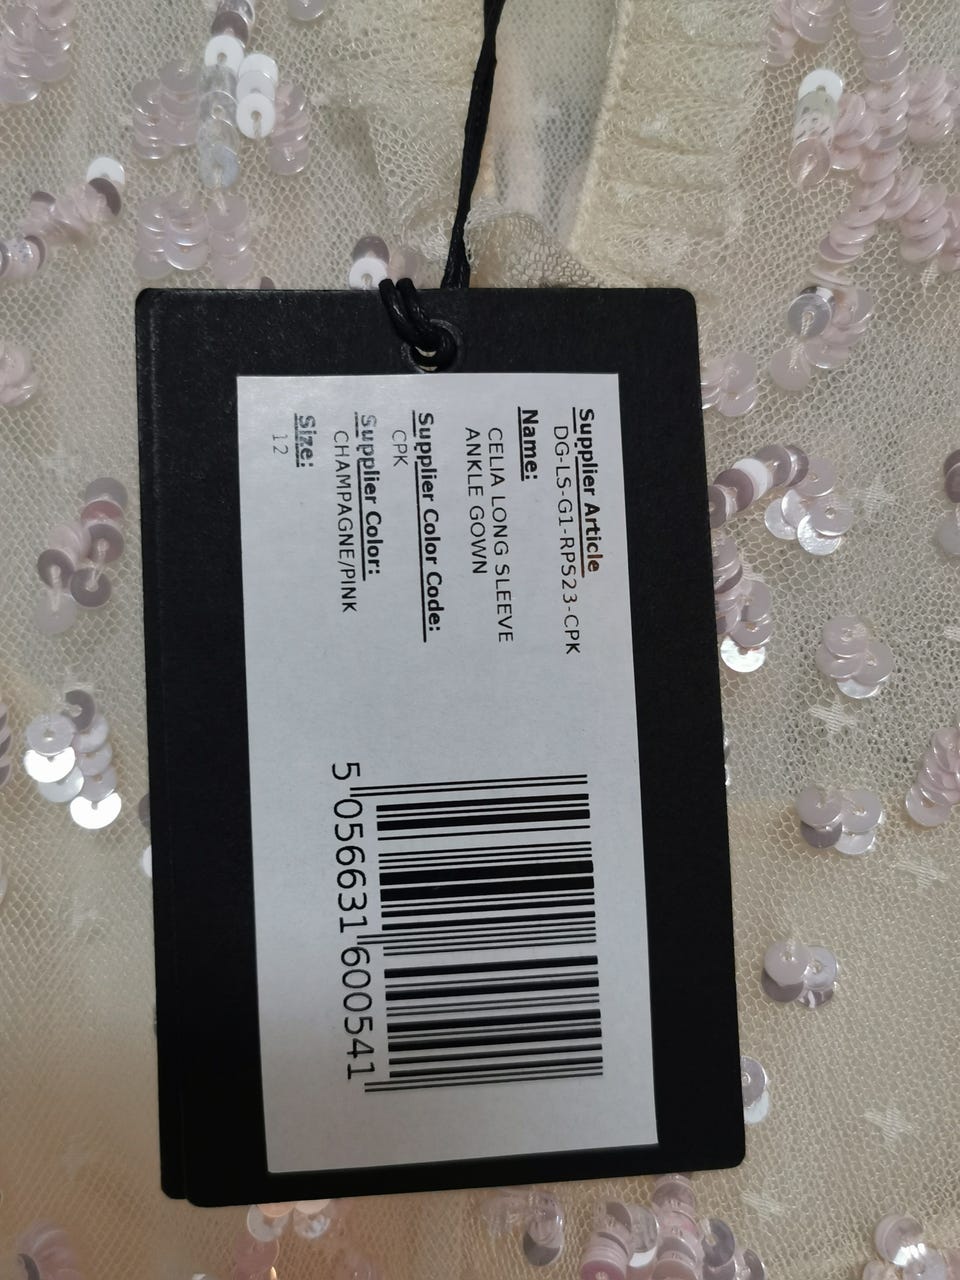 Supplier Article
DG-LS-G1-RPS23-CPK
Name:
CELIA LONG SLEEVE
ANKLE GOWN
Supplier Color Code:
CPK
Supplier Color:
CHAMPAGNE/PINK
Size:
12
5 056631 600541